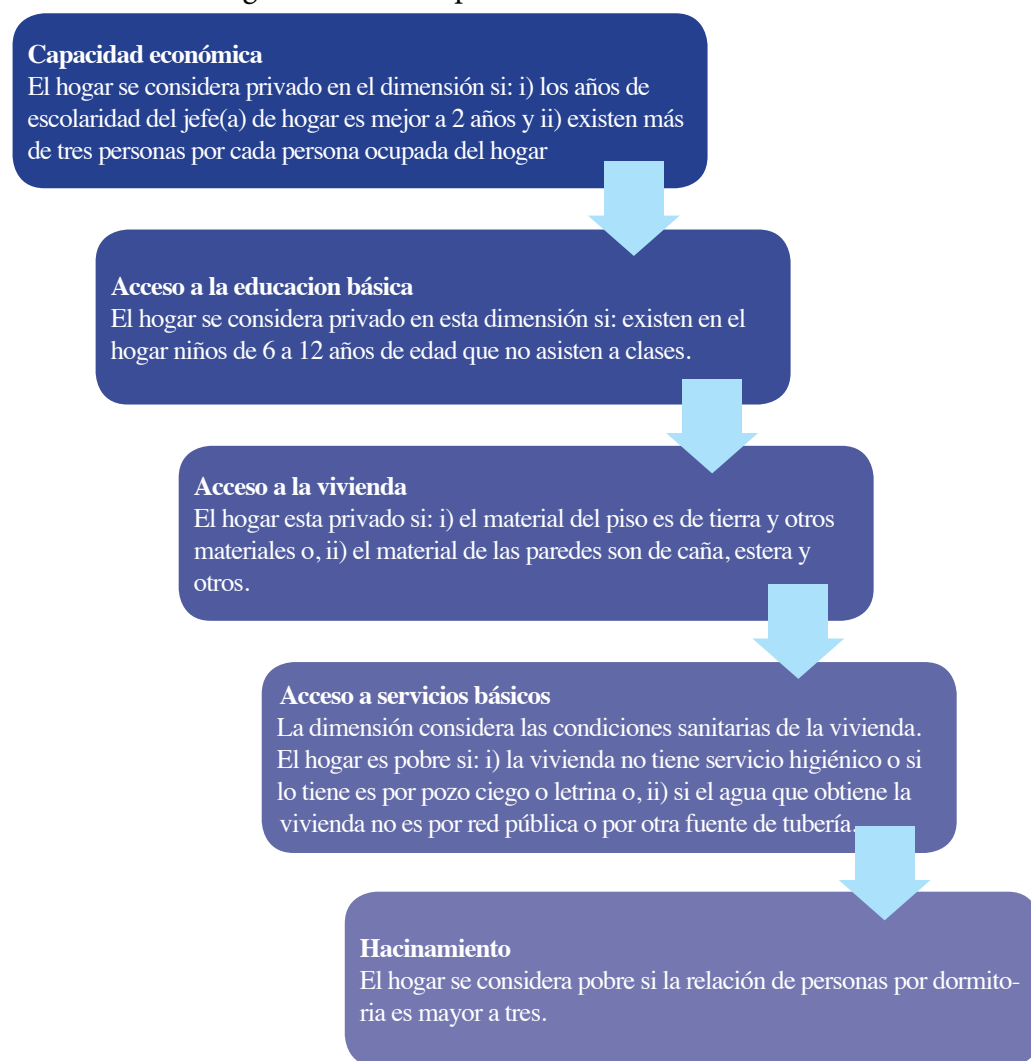 Capacidad económica
El hogar se considera privado en el dimensión si: i) los años de
escolaridad del jefe(a) de hogar es mejor a 2 años y ii) existen más
de tres personas por cada persona ocupada del hogar
Acceso a la educacion básica
El hogar se considera privado en esta dimensión si: existen en el
hogar niños de 6 a 12 años de edad que no asisten a clases.
Acceso a la vivienda
El hogar esta privado si: i) el material del piso es de tierra y otros
materiales o, ii) el material de las paredes son de caña, estera y
otros.
Acceso a servicios básicos
La dimensión considera las condiciones sanitarias de la vivienda.
El hogar es pobre si: i) la vivienda no tiene servicio higiénico o si
lo tiene es por pozo ciego o letrina o, ii) si el agua que obtiene la
vivienda no es por red pública o por otra fuente de tubería.
Hacinamiento
El hogar se considera pobre si la relación de personas por dormito-
ria es mayor a tres.